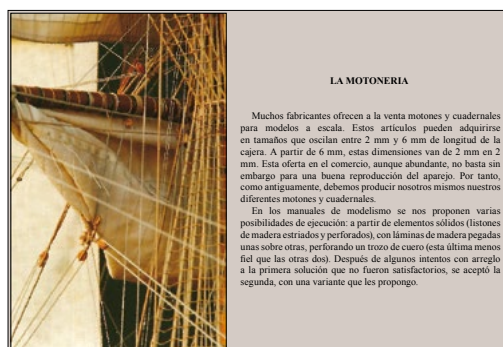 LA MOTONERIA
Muchos fabricantes ofrecen a la venta motones y cuadernales
para modelos a escala. Estos artículos pueden adquirirse
en tamaños que oscilan entre 2 mm y 6 mm de longitud de la
cajera. A partir de 6 mm, estas dimensiones van de 2 mm en 2
mm. Esta oferta en el comercio, aunque abundante, no basta sin
embargo para una buena reproducción del aparejo. Por tanto,
como antiguamente, debemos producir nosotros mismos nuestros
diferentes motones y cuadernales.
En los manuales de modelismo se nos proponen varias
posibilidades de ejecución: a partir de elementos sólidos (listones
de madera estriados y perforados), con láminas de madera pegadas
unas sobre otras, perforando un trozo de cuero (esta última menos
fiel que las otras dos). Después de algunos intentos con arreglo
a la primera solución que no fueron satisfactorios, se aceptó la
segunda, con una variante que les propongo.